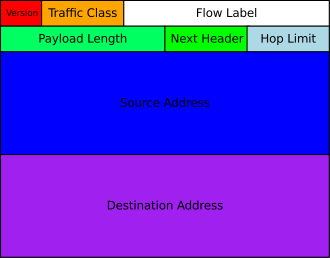 Version Traffic Class Flow Label
Payload Length Next Header Hop Limit
Source Address
Destination Address